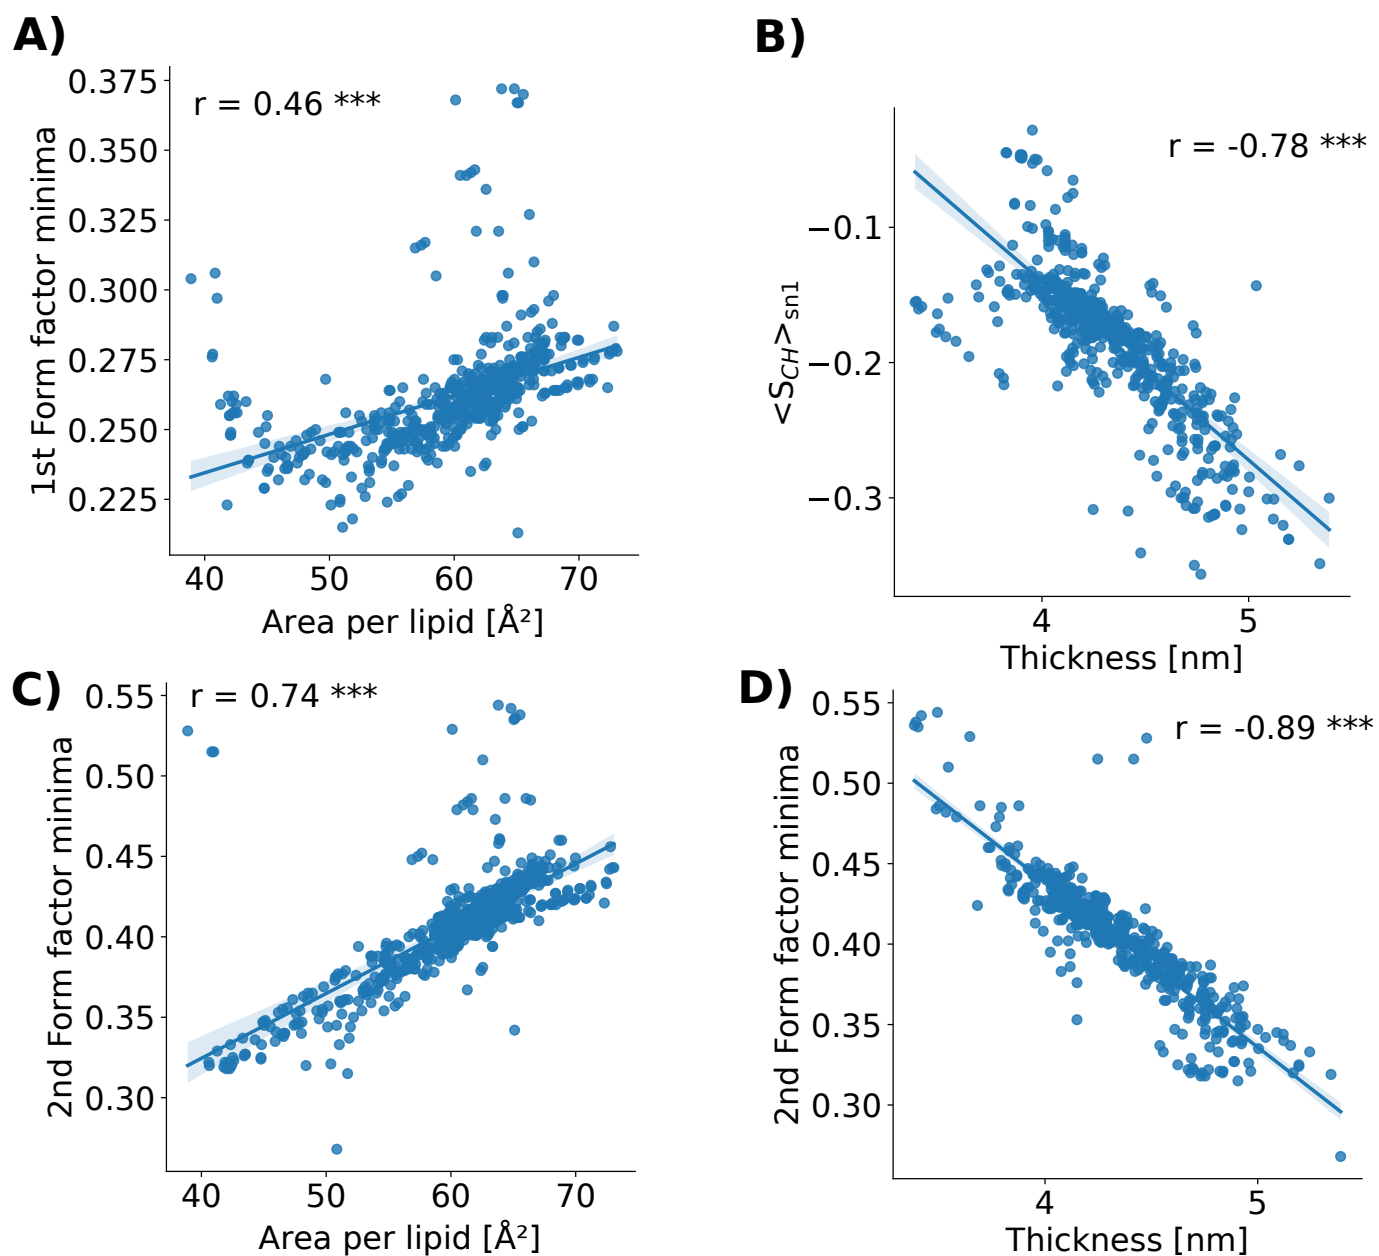 A)
r = 0.46 ***
1st Form factor minima
0.375
0.350
0.325
0.300
0.275
0.250
0.225
40 50 60 70
Area per lipid [Å²]
B)
r = -0.78 ***
<S_CH>_sn1
−0.1
−0.2
−0.3
4 5
Thickness [nm]
C)
r = 0.74 ***
2nd Form factor minima
0.55
0.50
0.45
0.40
0.35
0.30
40 50 60 70
Area per lipid [Å²]
D)
r = -0.89 ***
2nd Form factor minima
0.55
0.50
0.45
0.40
0.35
0.30
4 5
Thickness [nm]